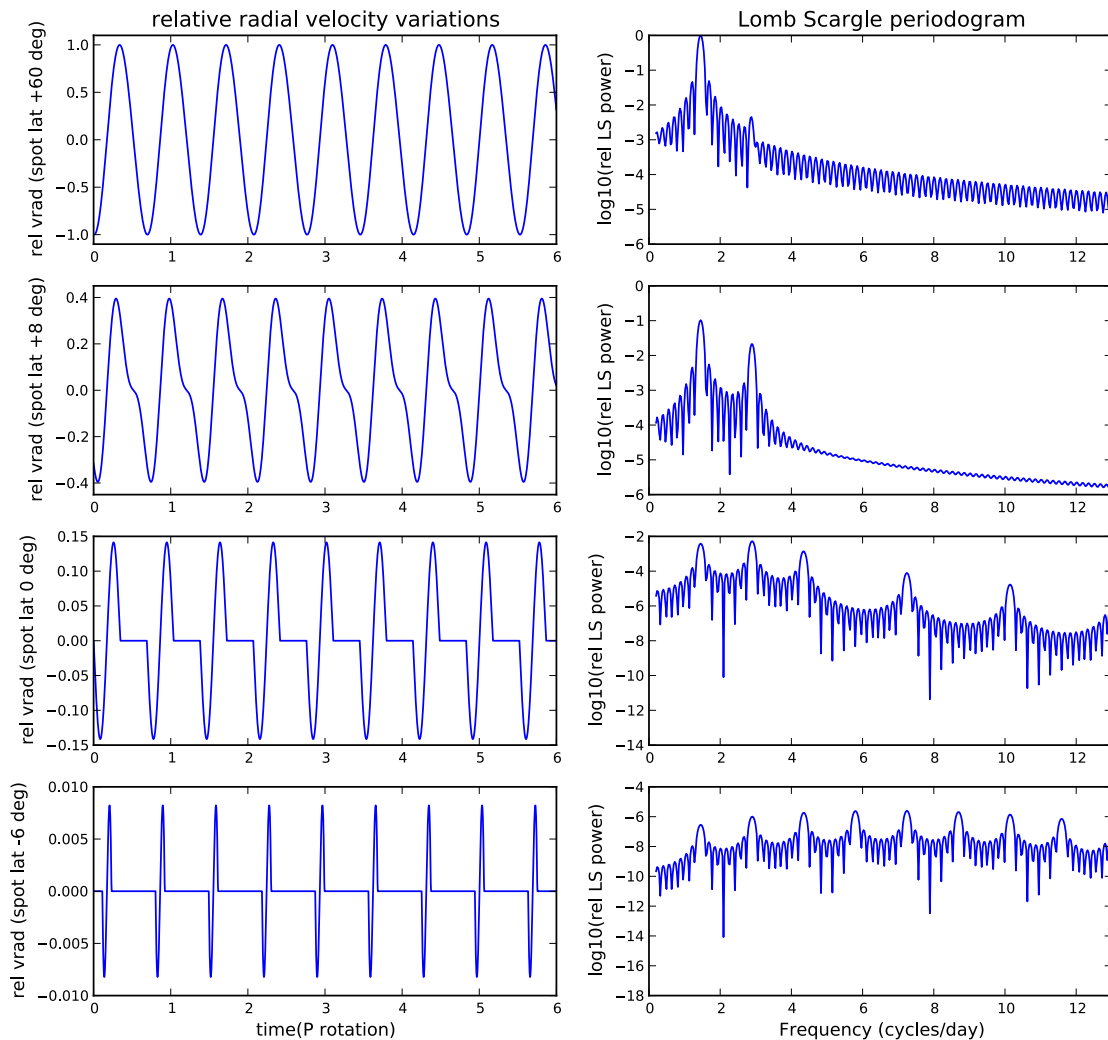 relative radial velocity variations
Lomb Scargle periodogram
rel vrad (spot lat +60 deg)
1.0
0.5
0.0
−0.5
−1.0
0 1 2 3 4 5 6
log10(rel LS power)
0
−1
−2
−3
−4
−5
−6
0 2 4 6 8 10 12
rel vrad (spot lat +8 deg)
0.4
0.2
0.0
−0.2
−0.4
0 1 2 3 4 5 6
log10(rel LS power)
0
−1
−2
−3
−4
−5
−6
0 2 4 6 8 10 12
rel vrad (spot lat 0 deg)
0.15
0.10
0.05
0.00
−0.05
−0.10
−0.15
0 1 2 3 4 5 6
log10(rel LS power)
−2
−4
−6
−8
−10
−12
−14
0 2 4 6 8 10 12
rel vrad (spot lat -6 deg)
0.010
0.005
0.000
−0.005
−0.010
0 1 2 3 4 5 6
time(P rotation)
log10(rel LS power)
−4
−6
−8
−10
−12
−14
−16
−18
0 2 4 6 8 10 12
Frequency (cycles/day)